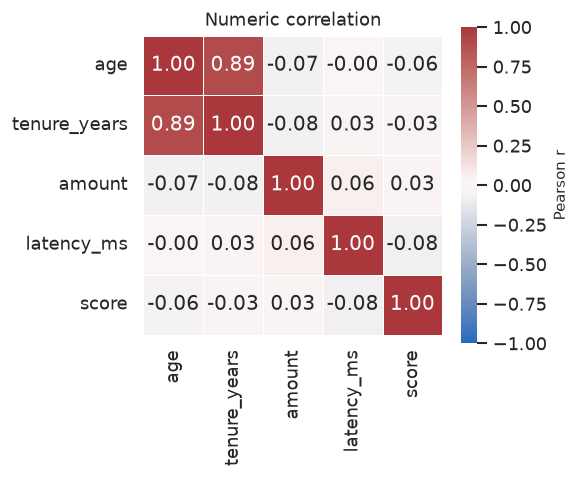 Numeric correlation
age 1.00 0.89 -0.07 -0.00 -0.06
tenure_years 0.89 1.00 -0.08 0.03 -0.03
amount -0.07 -0.08 1.00 0.06 0.03
latency_ms -0.00 0.03 0.06 1.00 -0.08
score -0.06 -0.03 0.03 -0.08 1.00
age
tenure_years
amount
latency_ms
score
1.00
0.75
0.50
0.25
0.00
−0.25
−0.50
−0.75
−1.00
Pearson r